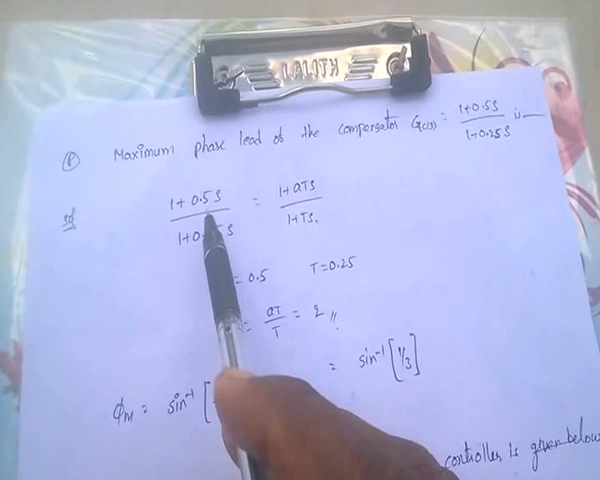 LALITH
Maximum phase lead of the compensator Gc(s) = 1+0.5S / 1+0.25S is
Sol
1+0.5S / 1+0. S = 1+aTS / 1+TS.
= 0.5 T=0.25
= aT / T = 2 //.
ϕm = sin⁻¹[ = sin⁻¹[1/3]
controller is given below